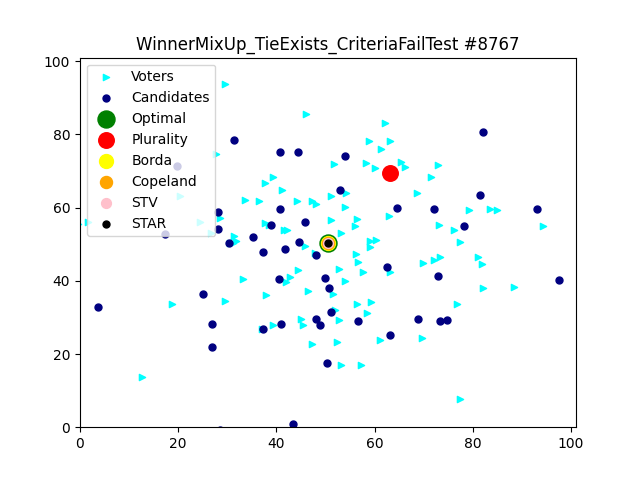 WinnerMixUp_TieExists_CriteriaFailTest #8767
Voters
Candidates
Optimal
Plurality
Borda
Copeland
STV
STAR
100
80
60
40
20
0
0 20 40 60 80 100